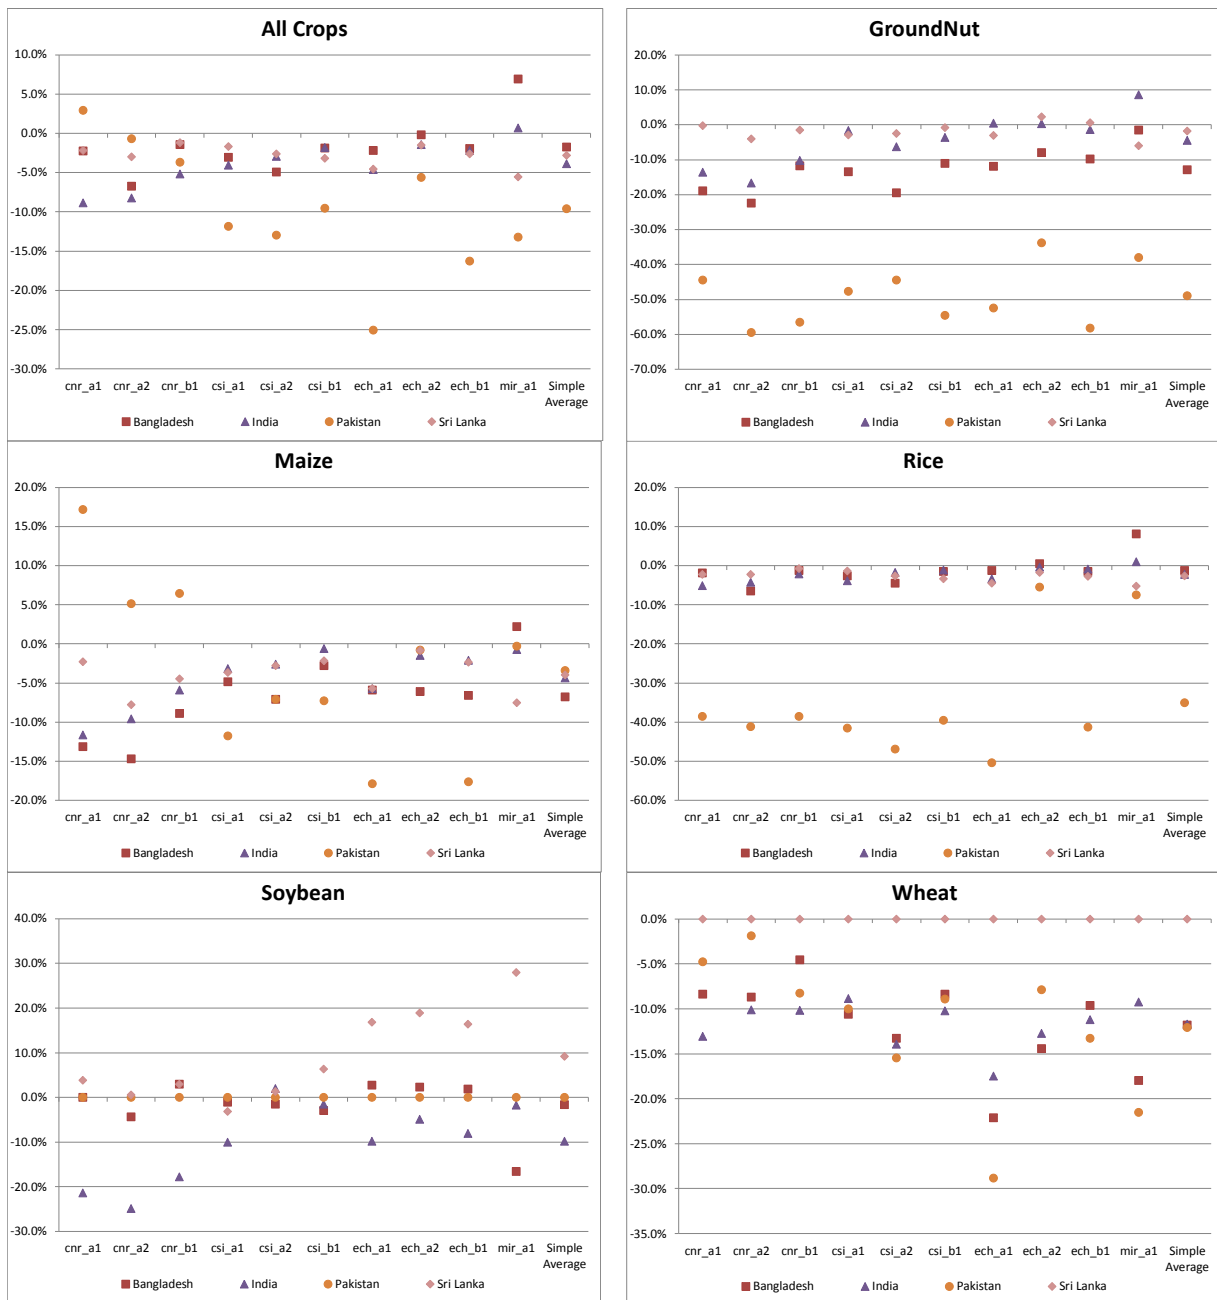 All Crops
10.0%
5.0%
0.0%
-5.0%
-10.0%
-15.0%
-20.0%
-25.0%
-30.0%
cnr_a1 cnr_a2 cnr_b1 csi_a1 csi_a2 csi_b1 ech_a1 ech_a2 ech_b1 mir_a1 Simple
Average
Bangladesh India Pakistan Sri Lanka
GroundNut
20.0%
10.0%
0.0%
-10.0%
-20.0%
-30.0%
-40.0%
-50.0%
-60.0%
-70.0%
cnr_a1 cnr_a2 cnr_b1 csi_a1 csi_a2 csi_b1 ech_a1 ech_a2 ech_b1 mir_a1 Simple
Average
Bangladesh India Pakistan Sri Lanka
Maize
20.0%
15.0%
10.0%
5.0%
0.0%
-5.0%
-10.0%
-15.0%
-20.0%
cnr_a1 cnr_a2 cnr_b1 csi_a1 csi_a2 csi_b1 ech_a1 ech_a2 ech_b1 mir_a1 Simple
Average
Bangladesh India Pakistan Sri Lanka
Rice
20.0%
10.0%
0.0%
-10.0%
-20.0%
-30.0%
-40.0%
-50.0%
-60.0%
cnr_a1 cnr_a2 cnr_b1 csi_a1 csi_a2 csi_b1 ech_a1 ech_a2 ech_b1 mir_a1 Simple
Average
Bangladesh India Pakistan Sri Lanka
Soybean
40.0%
30.0%
20.0%
10.0%
0.0%
-10.0%
-20.0%
-30.0%
cnr_a1 cnr_a2 cnr_b1 csi_a1 csi_a2 csi_b1 ech_a1 ech_a2 ech_b1 mir_a1 Simple
Average
Bangladesh India Pakistan Sri Lanka
Wheat
0.0%
-5.0%
-10.0%
-15.0%
-20.0%
-25.0%
-30.0%
-35.0%
cnr_a1 cnr_a2 cnr_b1 csi_a1 csi_a2 csi_b1 ech_a1 ech_a2 ech_b1 mir_a1 Simple
Average
Bangladesh India Pakistan Sri Lanka